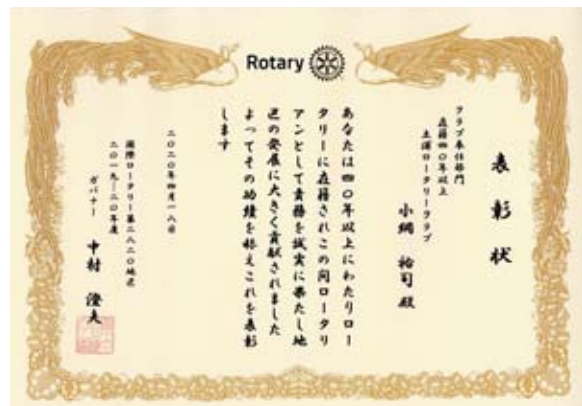 Rotary
表彰状
クラブ奉仕部門
在籍四〇年以上
土浦ロータリークラブ
小網 裕司 殿
あなたは四〇年以上にわたりロー
タリーに在籍されこの間ロータリ
アンとして責務を誠実に果たし地
区の発展に大きく貢献されました
よってその功績を称えこれを表彰
します
二〇二〇年四月一八日
国際ロータリー第二八二〇地区
二〇一九―二〇年度
ガバナー 中村 澄夫